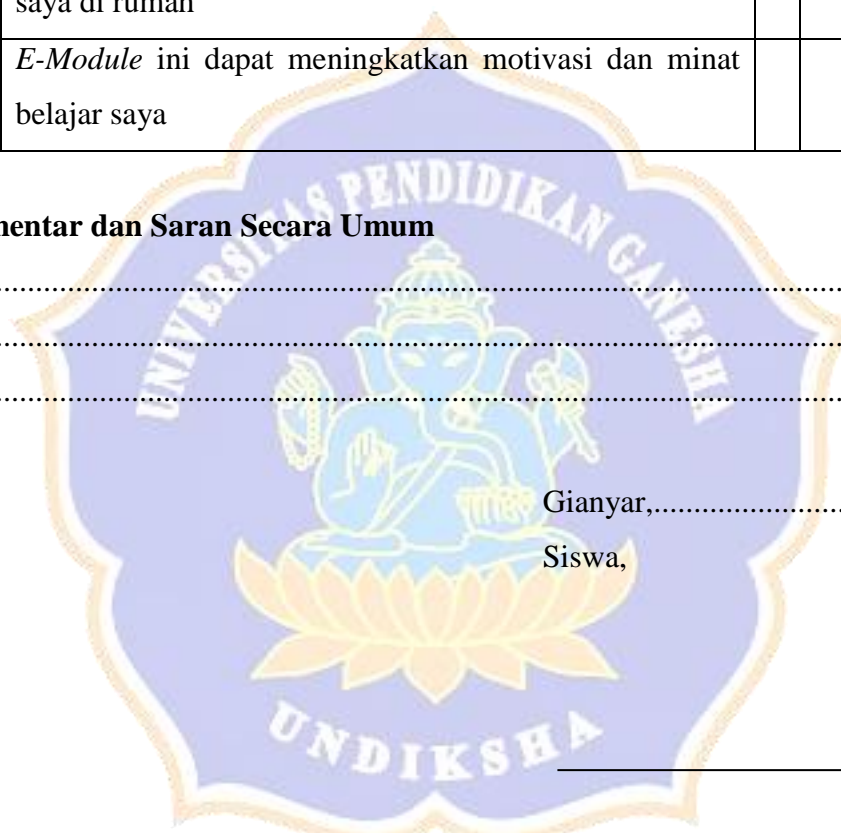 saya di rumah
E-Module ini dapat meningkatkan motivasi dan minat
belajar saya
UNIVERSITAS PENDIDIKAN GANESHA
mentar dan Saran Secara Umum
................................................................................
................................................................................
................................................................................
Gianyar,......................
Siswa,
UNDIKSHA